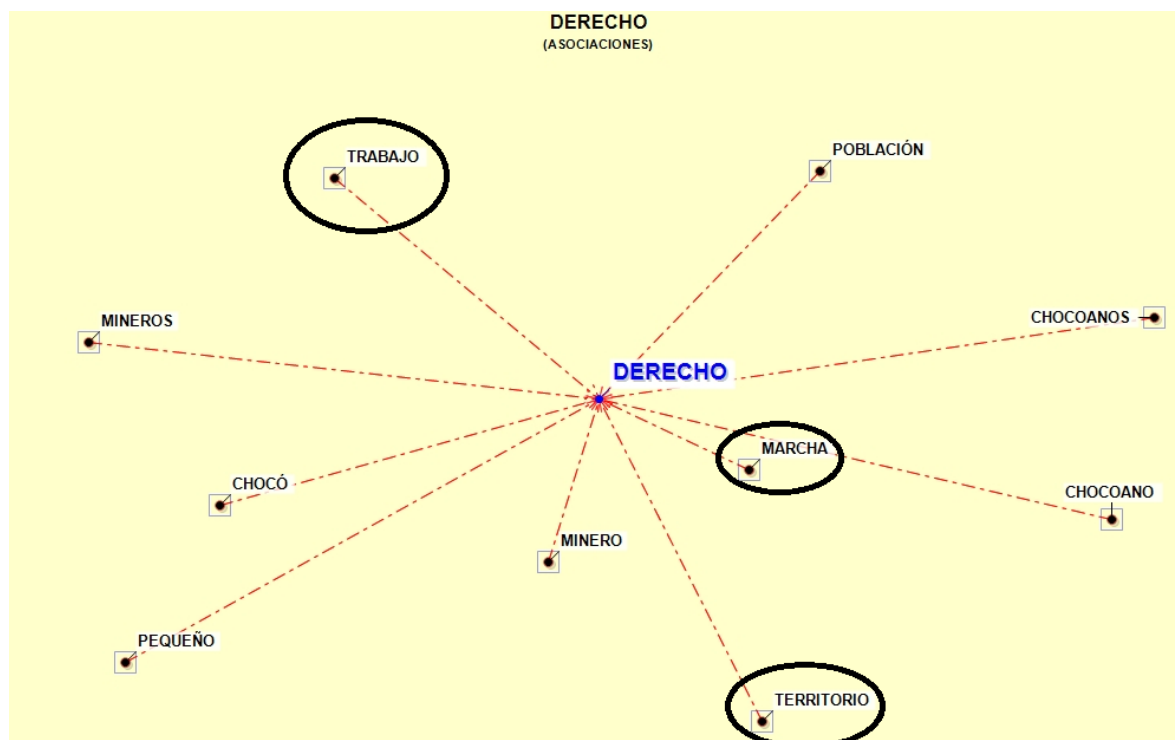 DERECHO
(ASOCIACIONES)
TRABAJO
POBLACIÓN
MINEROS
CHOCOANOS
DERECHO
MARCHA
CHOCÓ
CHOCOANO
MINERO
PEQUEÑO
TERRITORIO